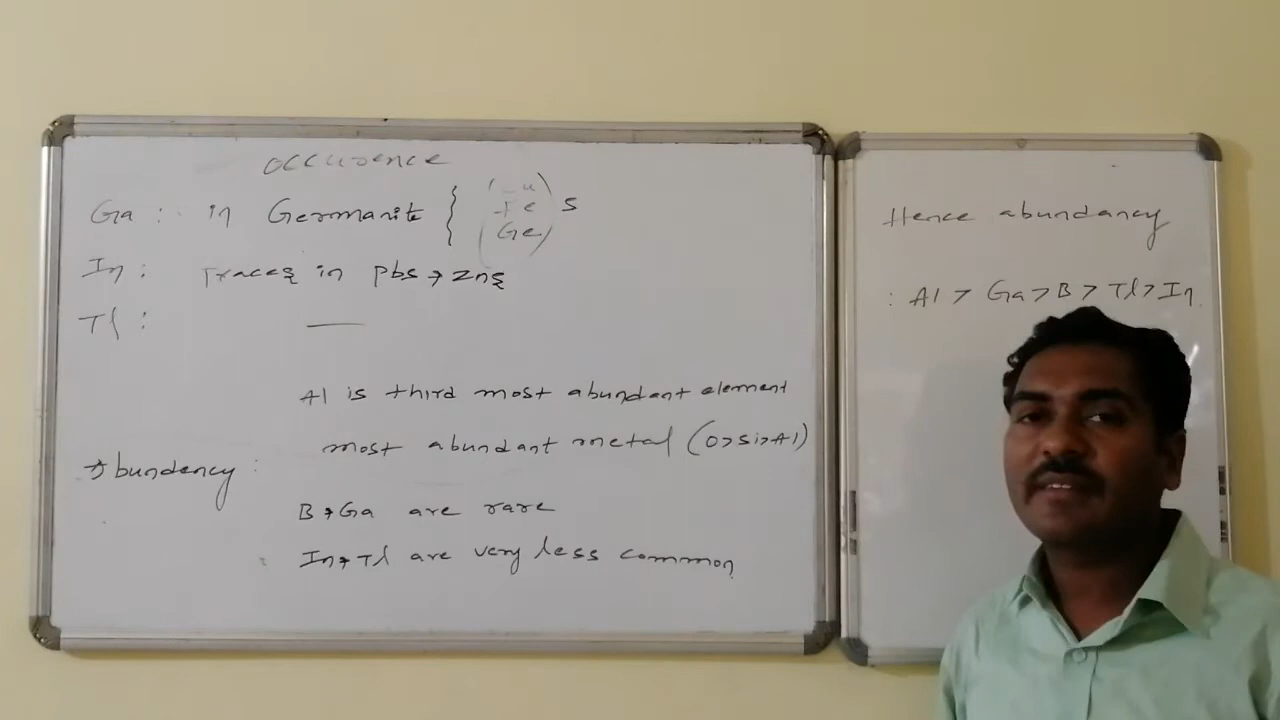 occurence
Ga : in Germanite { Fe Ge ) S
In : Traces in Pbs & Zns
Tl : —
Al is third most abundant element
most abundant metal (O>Si>Al)
Abundency :
B & Ga are rare
In & Tl are very less common
Hence abundancy
: Al > Ga > B > Tl > In